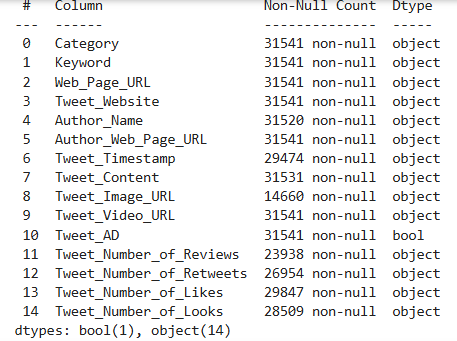 #   Column                    Non-Null Count  Dtype
---  ------                    --------------  -----
0   Category                  31541 non-null  object
1   Keyword                   31541 non-null  object
2   Web_Page_URL              31541 non-null  object
3   Tweet_Website             31541 non-null  object
4   Author_Name               31520 non-null  object
5   Author_Web_Page_URL       31541 non-null  object
6   Tweet_Timestamp           29474 non-null  object
7   Tweet_Content             31531 non-null  object
8   Tweet_Image_URL           14660 non-null  object
9   Tweet_Video_URL           31541 non-null  object
10  Tweet_AD                  31541 non-null  bool
11  Tweet_Number_of_Reviews   23938 non-null  object
12  Tweet_Number_of_Retweets  26954 non-null  object
13  Tweet_Number_of_Likes     29847 non-null  object
14  Tweet_Number_of_Looks     28509 non-null  object
dtypes: bool(1), object(14)